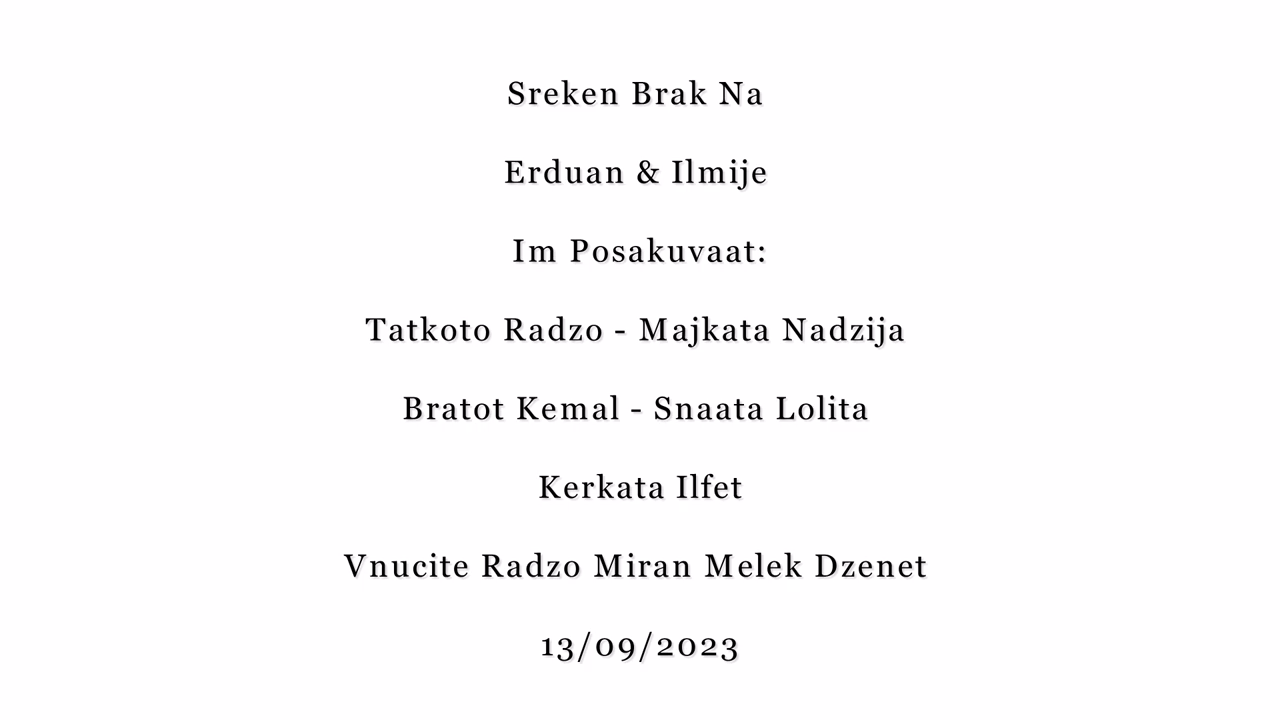 Sreken Brak Na
Erduan & Ilmije
Im Posakuvaat:
Tatkoto Radzo - Majkata Nadzija
Bratot Kemal - Snaata Lolita
Kerkata Ilfet
Vnucite Radzo Miran Melek Dzenet
13/09/2023